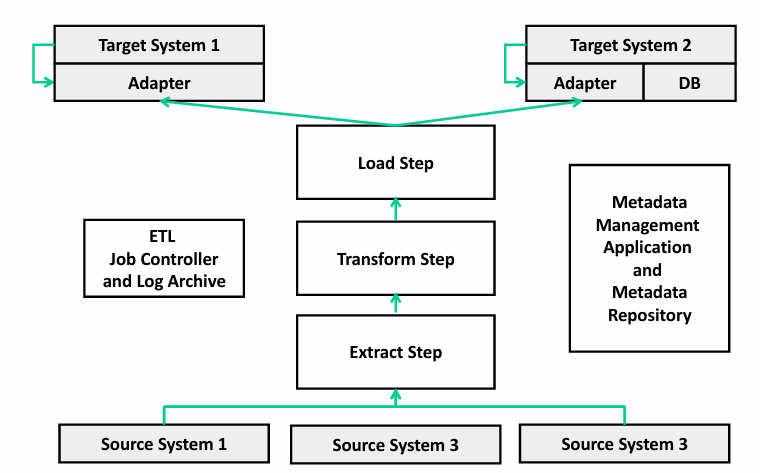 Target System 1
Adapter
Target System 2
Adapter
DB
Load Step
Metadata
Management
Application
and
Metadata
Repository
ETL
Job Controller
and Log Archive
Transform Step
Extract Step
Source System 1
Source System 3
Source System 3